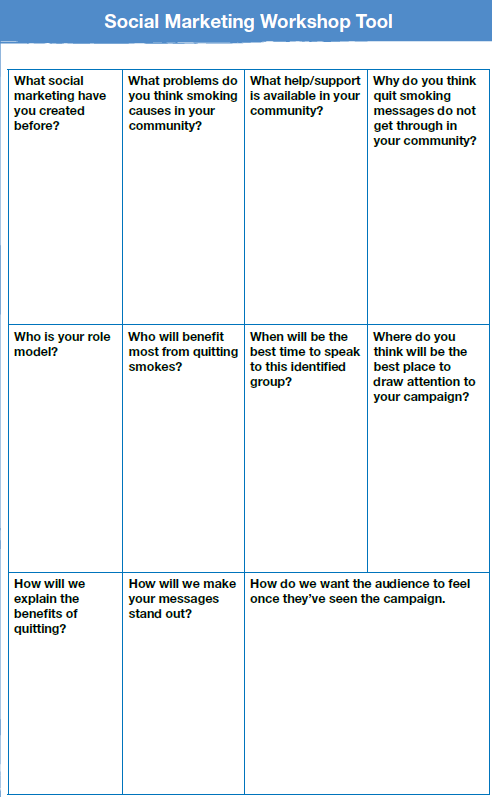 Social Marketing Workshop Tool
What social
marketing have
you created
before?
What problems do
you think smoking
causes in your
community?
What help/support
is available in your
community?
Why do you think
quit smoking
messages do not
get through in
your community?
Who is your role
model?
Who will benefit
most from quitting
smokes?
When will be the
best time to speak
to this identified
group?
Where do you
think will be the
best place to
draw attention to
your campaign?
How will we
explain the
benefits of
quitting?
How will we make
your messages
stand out?
How do we want the audience to feel
once they’ve seen the campaign.